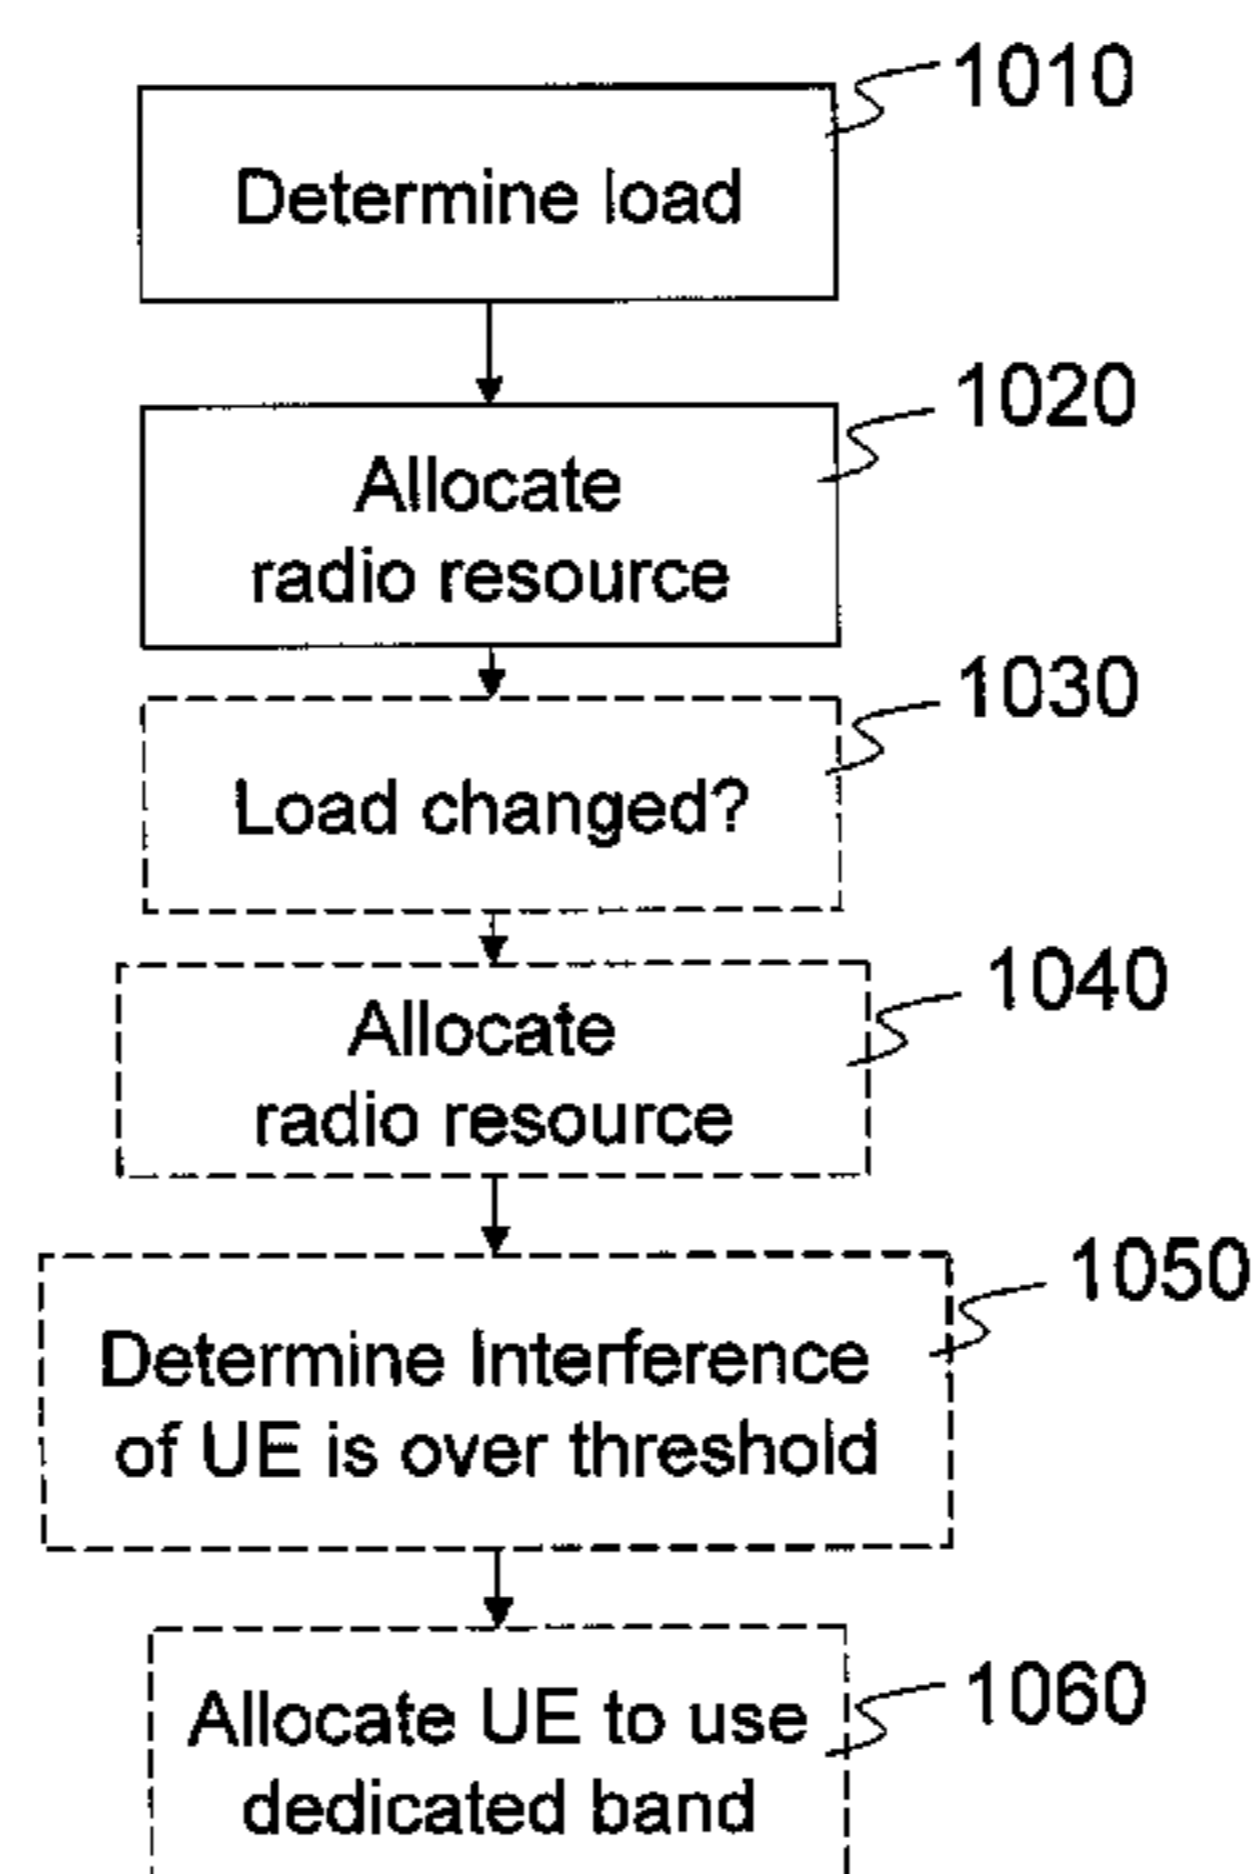 1010
Determine load
1020
Allocate
radio resource
1030
Load changed?
1040
Allocate
radio resource
1050
Determine Interference
of UE is over threshold
1060
Allocate UE to use
dedicated band